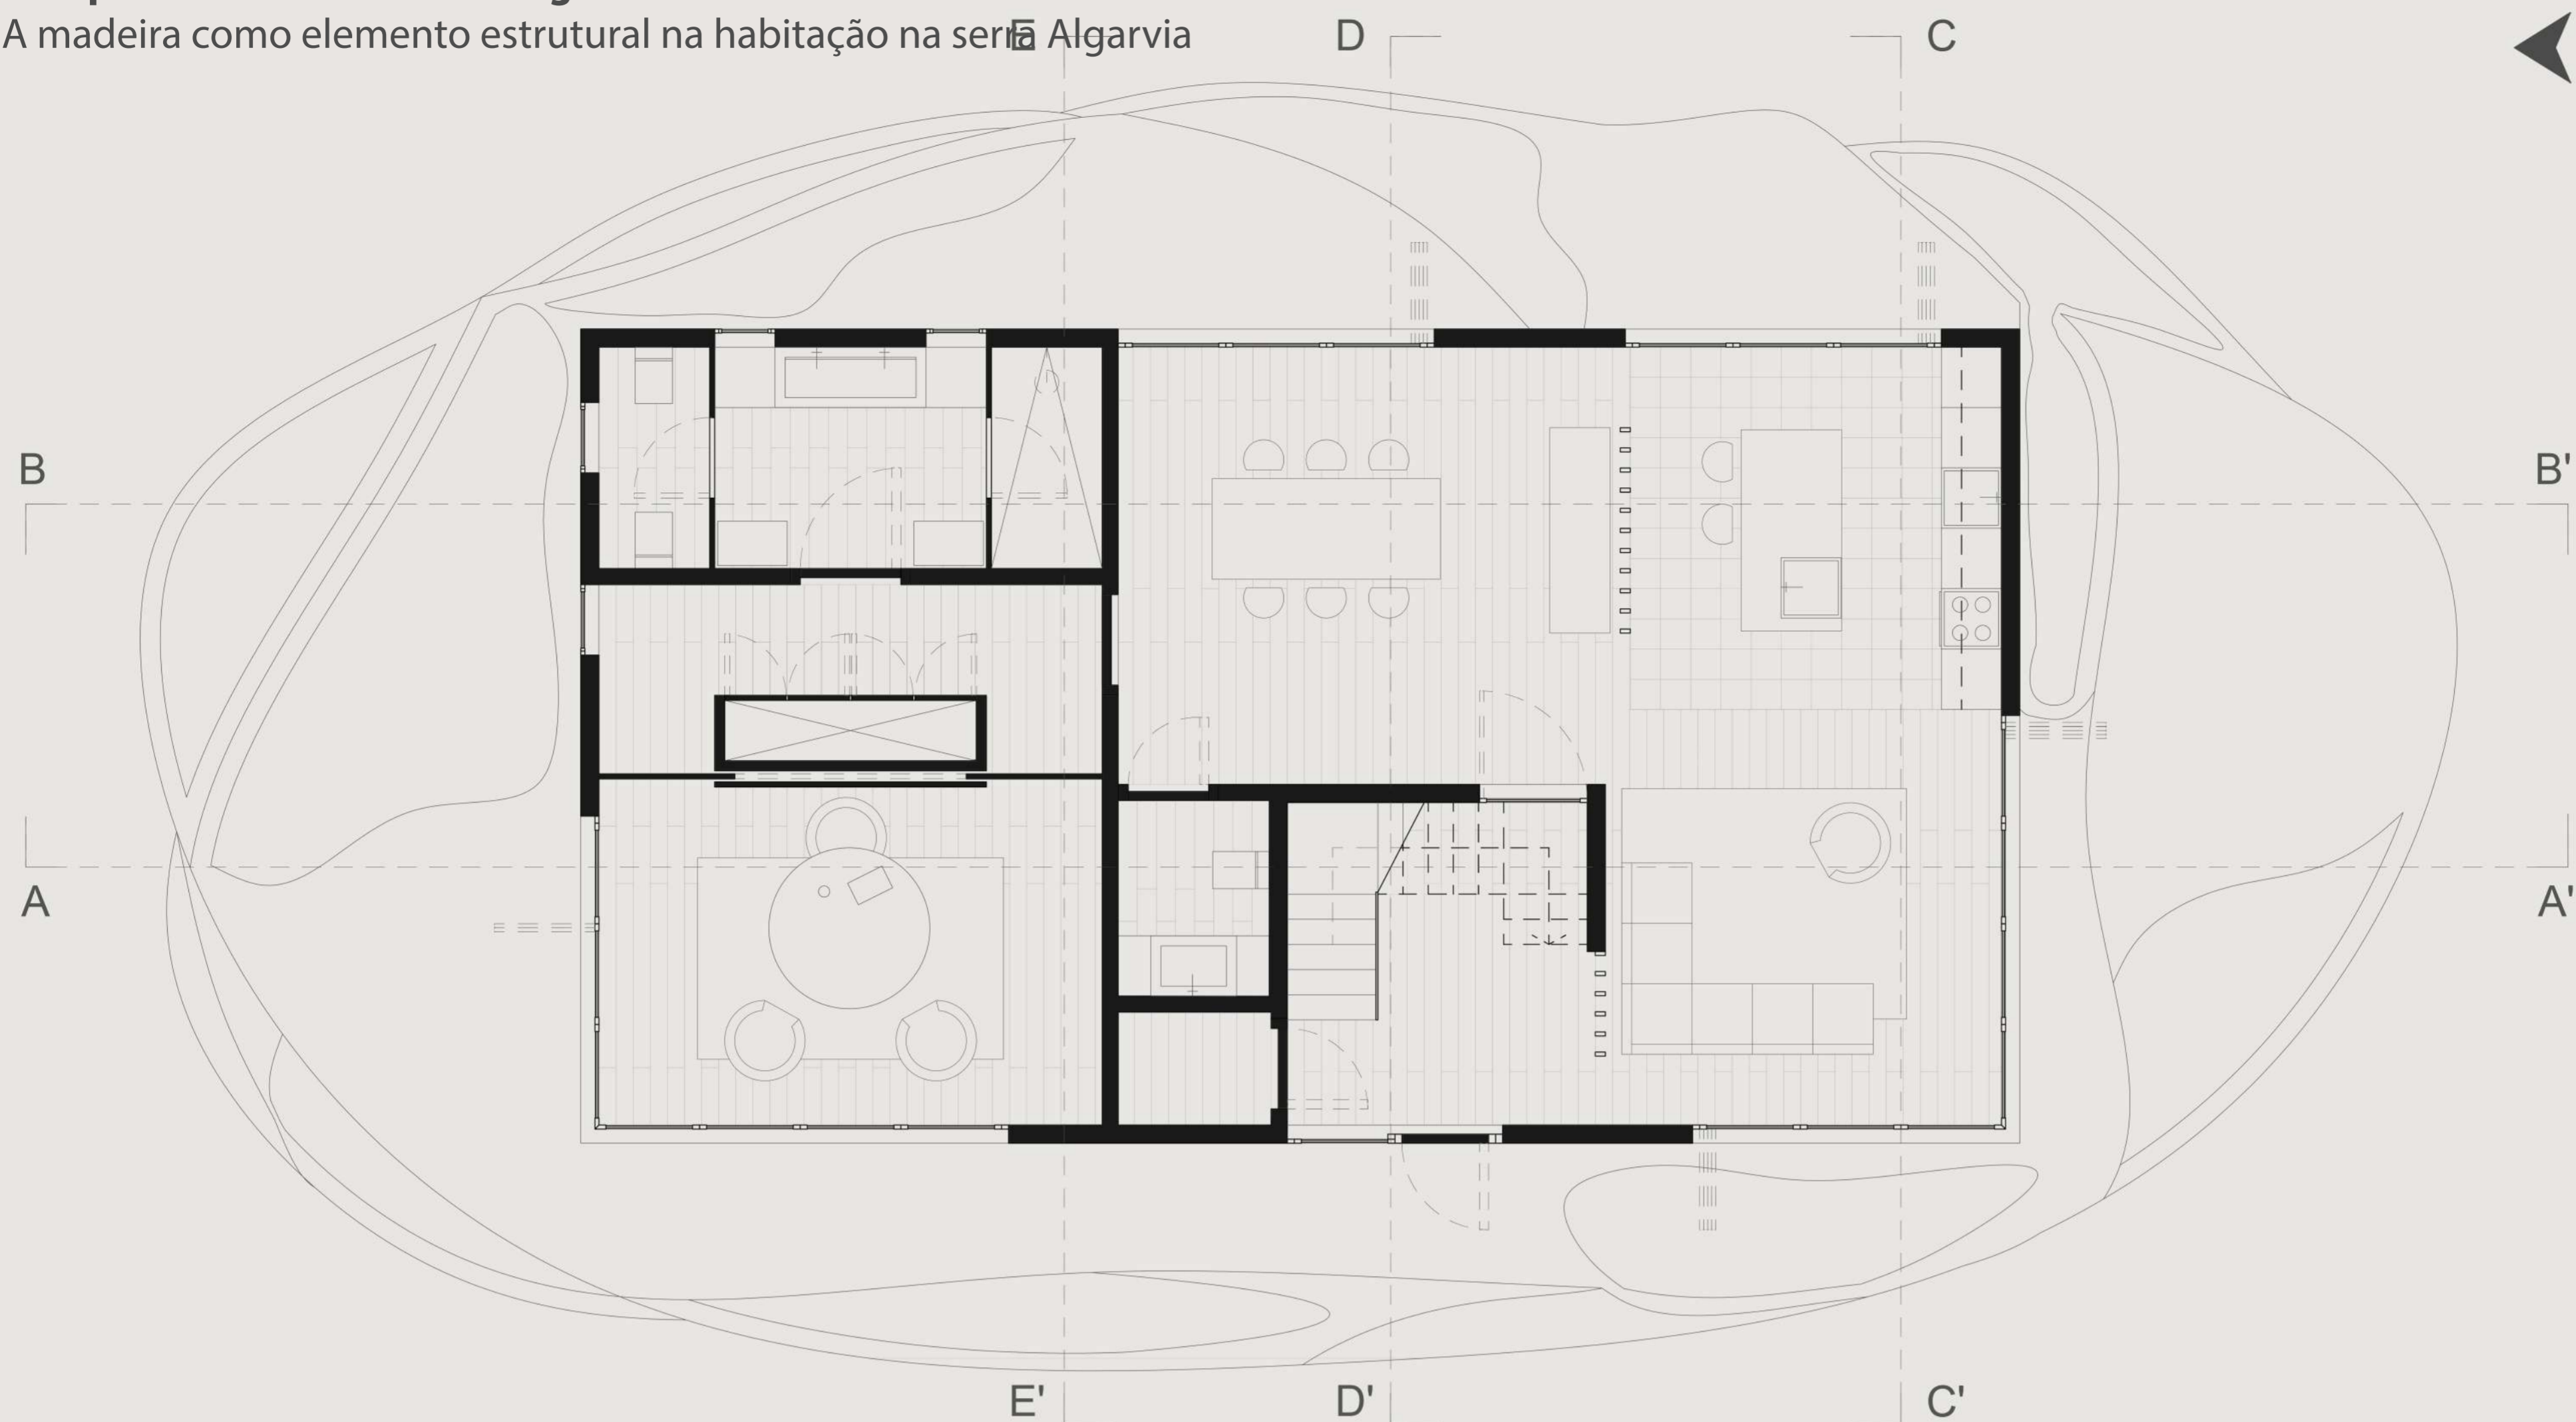 A madeira como elemento estrutural na habitação na serra Algarvia
E
D
C
B
B'
A
A'
E'
D'
C'